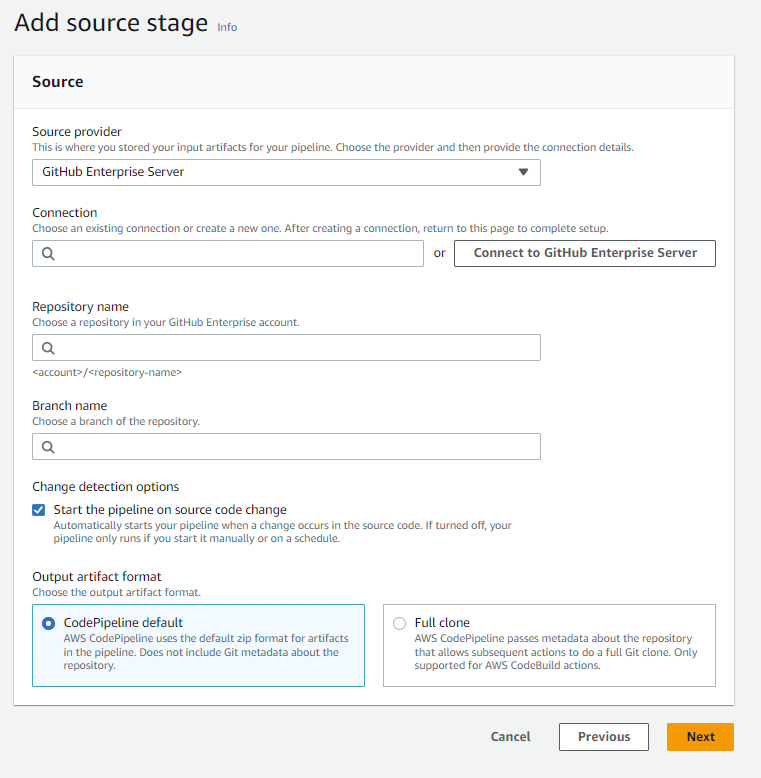 Add source stage Info
Source
Source provider
This is where you stored your input artifacts for your pipeline. Choose the provider and then provide the connection details.
GitHub Enterprise Server
Connection
Choose an existing connection or create a new one. After creating a connection, return to this page to complete setup.
or Connect to GitHub Enterprise Server
Repository name
Choose a repository in your GitHub Enterprise account.
<account>/<repository-name>
Branch name
Choose a branch of the repository.
Change detection options
Start the pipeline on source code change
Automatically starts your pipeline when a change occurs in the source code. If turned off, your
pipeline only runs if you start it manually or on a schedule.
Output artifact format
Choose the output artifact format.
CodePipeline default
AWS CodePipeline uses the default zip format for artifacts
in the pipeline. Does not include Git metadata about the
repository.
Full clone
AWS CodePipeline passes metadata about the repository
that allows subsequent actions to do a full Git clone. Only
supported for AWS CodeBuild actions.
Cancel Previous Next